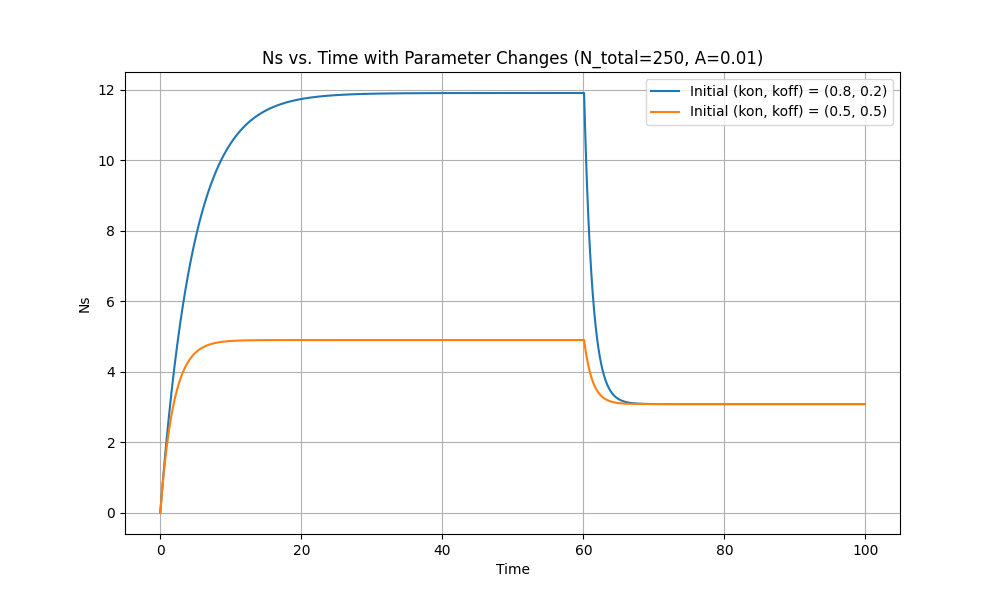 Ns vs. Time with Parameter Changes (N_total=250, A=0.01)
Initial (kon, koff) = (0.8, 0.2)
Initial (kon, koff) = (0.5, 0.5)
12
10
8
6
4
2
0
Ns
0 20 40 60 80 100
Time